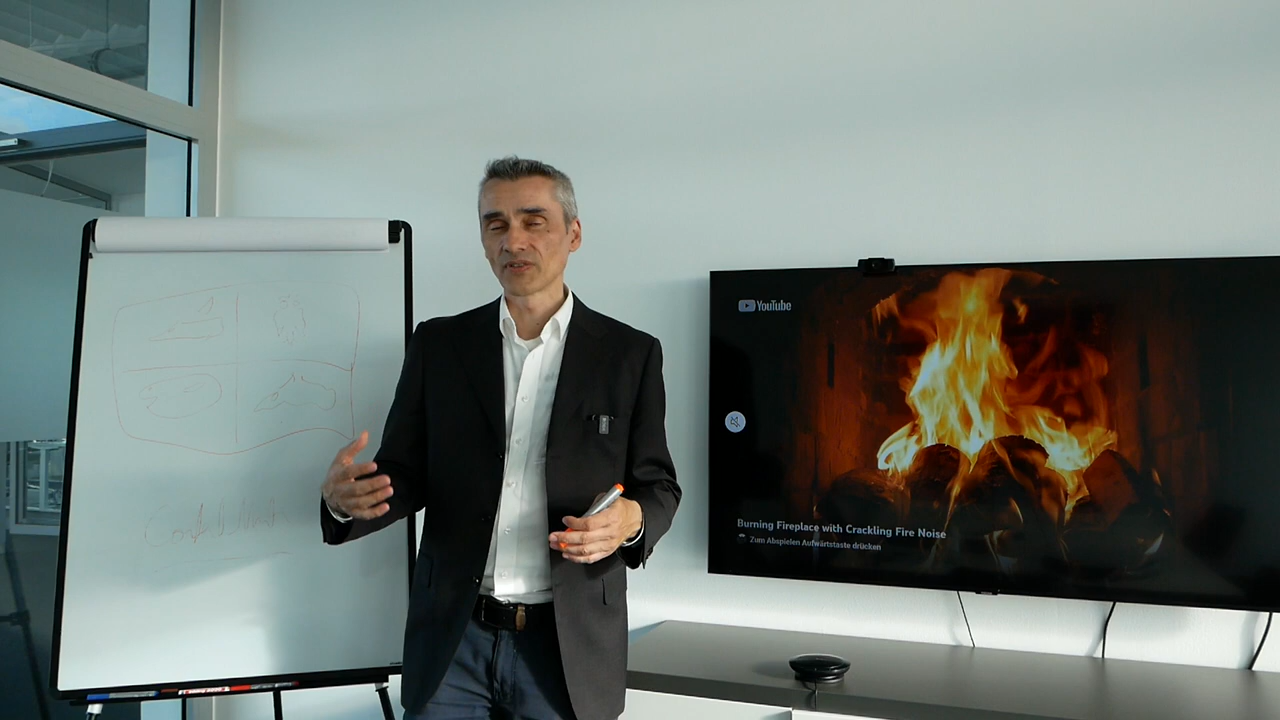 YouTube
Burning Fireplace with Crackling Fire Noise
Zum Abspielen Aufwärtstaste drücken